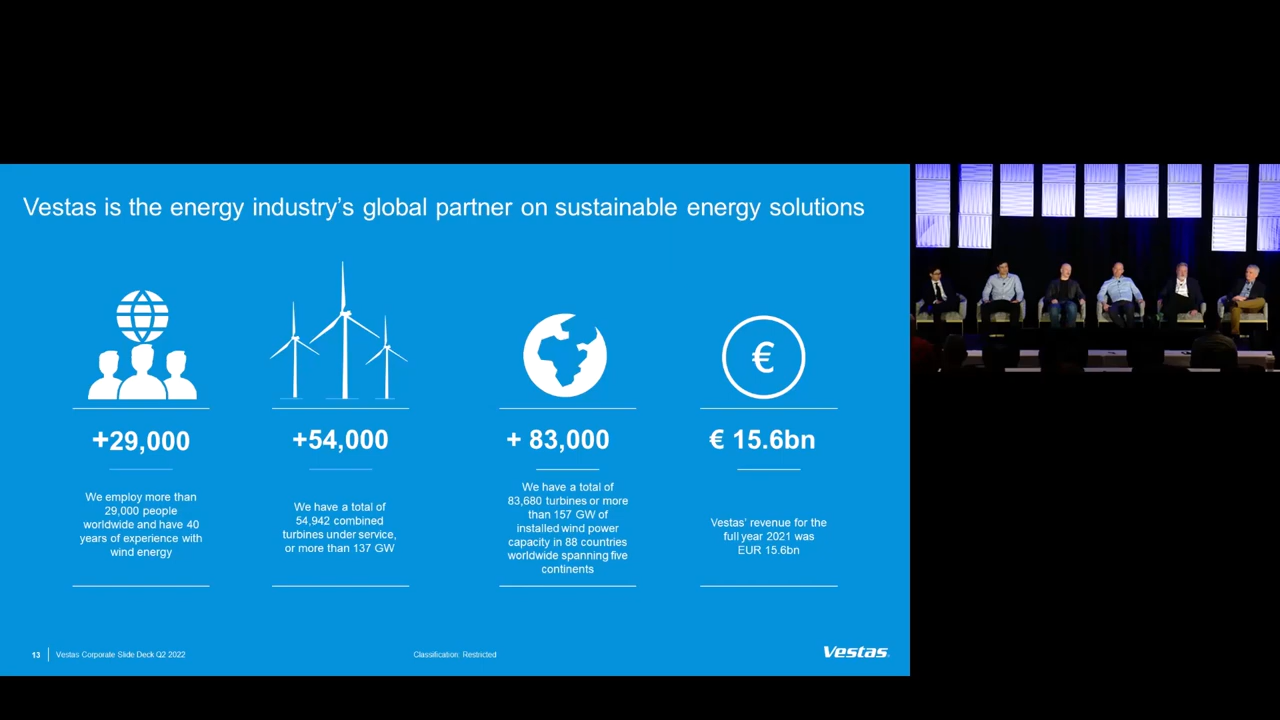 Vestas is the energy industry's global partner on sustainable energy solutions
€
+29,000
We employ more than
29,000 people
worldwide and have 40
years of experience with
wind energy
+54,000
We have a total of
54,942 combined
turbines under service,
or more than 137 GW
+ 83,000
We have a total of
83,680 turbines or more
than 157 GW of
installed wind power
capacity in 88 countries
worldwide spanning five
continents
€ 15.6bn
Vestas' revenue for the
full year 2021 was
EUR 15.6bn
13
Vestas Corporate Slide Deck Q2 2022
Classification: Restricted
Vestas.